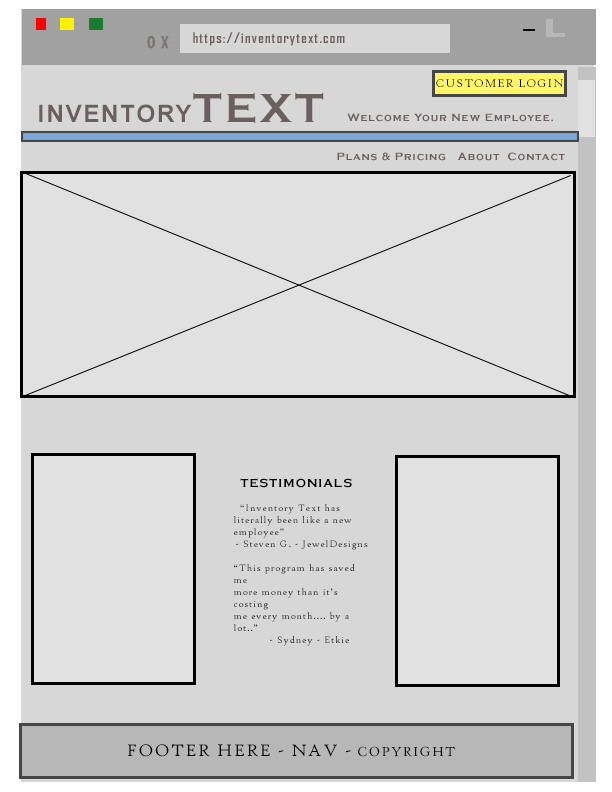 O X https://inventorytext.com
CUSTOMER LOGIN
INVENTORYTEXT Welcome Your New Employee.
Plans & Pricing About Contact
TESTIMONIALS
“Inventory Text has
literally been like a new
employee”
- Steven G. - JewelDesigns
“This program has saved
me
more money than it's
costing
me every month.... by a
lot..”
- Sydney - Etkie
FOOTER HERE - NAV - COPYRIGHT